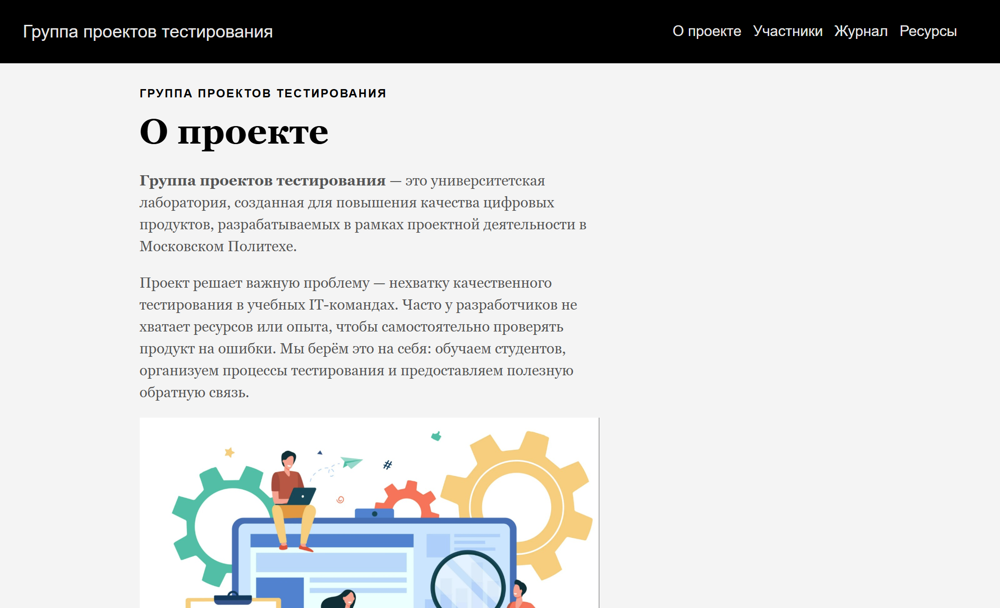 Группа проектов тестирования
О проекте Участники Журнал Ресурсы
ГРУППА ПРОЕКТОВ ТЕСТИРОВАНИЯ
О проекте
Группа проектов тестирования — это университетская
лаборатория, созданная для повышения качества цифровых
продуктов, разрабатываемых в рамках проектной деятельности в
Московском Политехе.
Проект решает важную проблему — нехватку качественного
тестирования в учебных IT-командах. Часто у разработчиков не
хватает ресурсов или опыта, чтобы самостоятельно проверять
продукт на ошибки. Мы берём это на себя: обучаем студентов,
организуем процессы тестирования и предоставляем полезную
обратную связь.
#